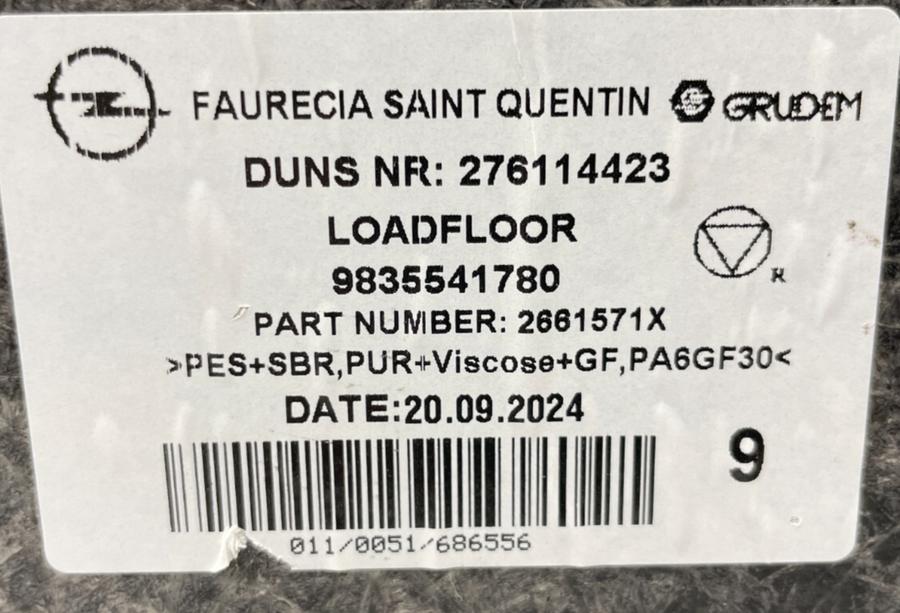 FAURECIA SAINT QUENTIN GRUDEM
DUNS NR: 276114423
LOADFLOOR
9835541780
R
PART NUMBER: 2661571X
>PES+SBR,PUR+Viscose+GF,PA6GF30<
DATE:20.09.2024
9
011/0051/686556